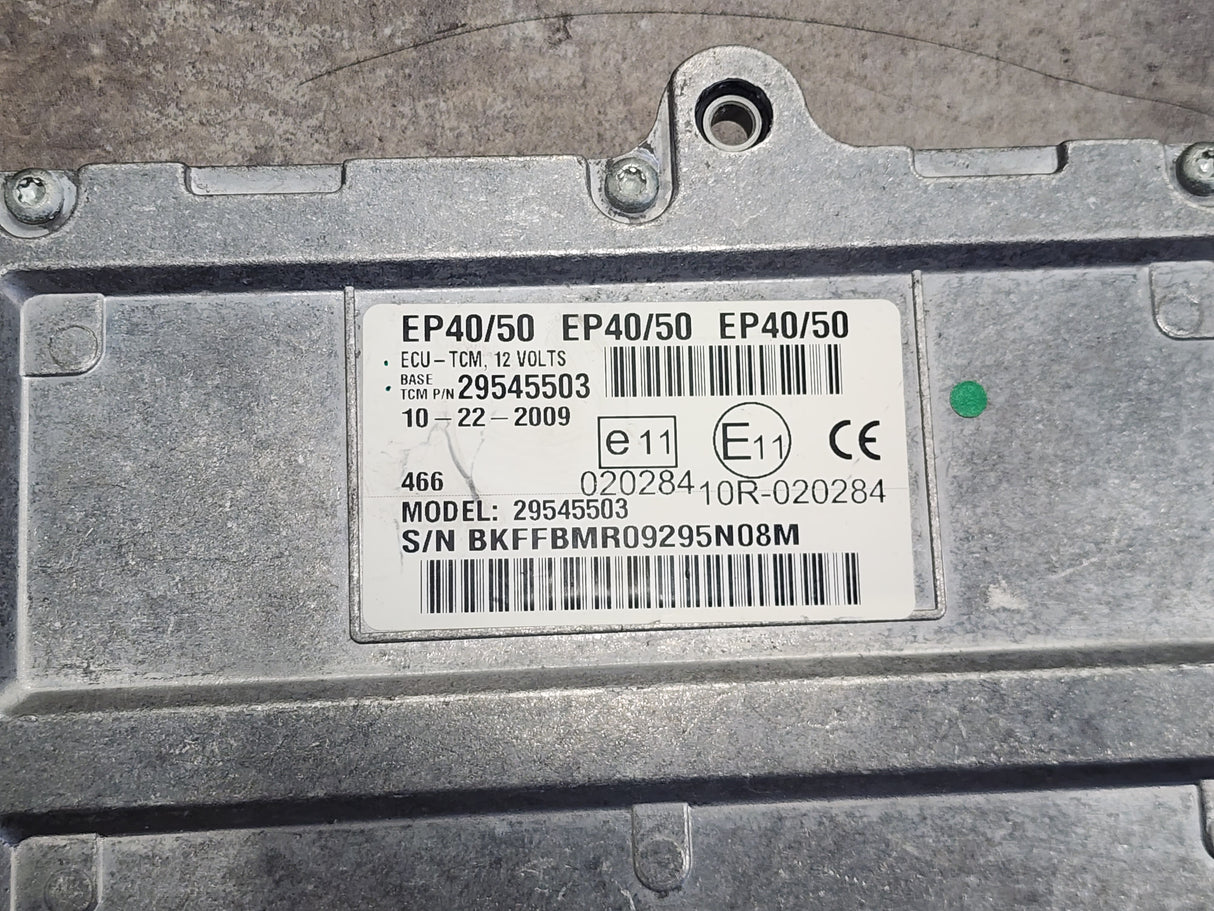 EP40/50 EP40/50 EP40/50
ECU-TCM, 12 VOLTS
BASE
TCM P/N 29545503
10-22-2009
e11
E11
CE
466
020284
10R-020284
MODEL: 29545503
S/N BKFFBMR09295N08M